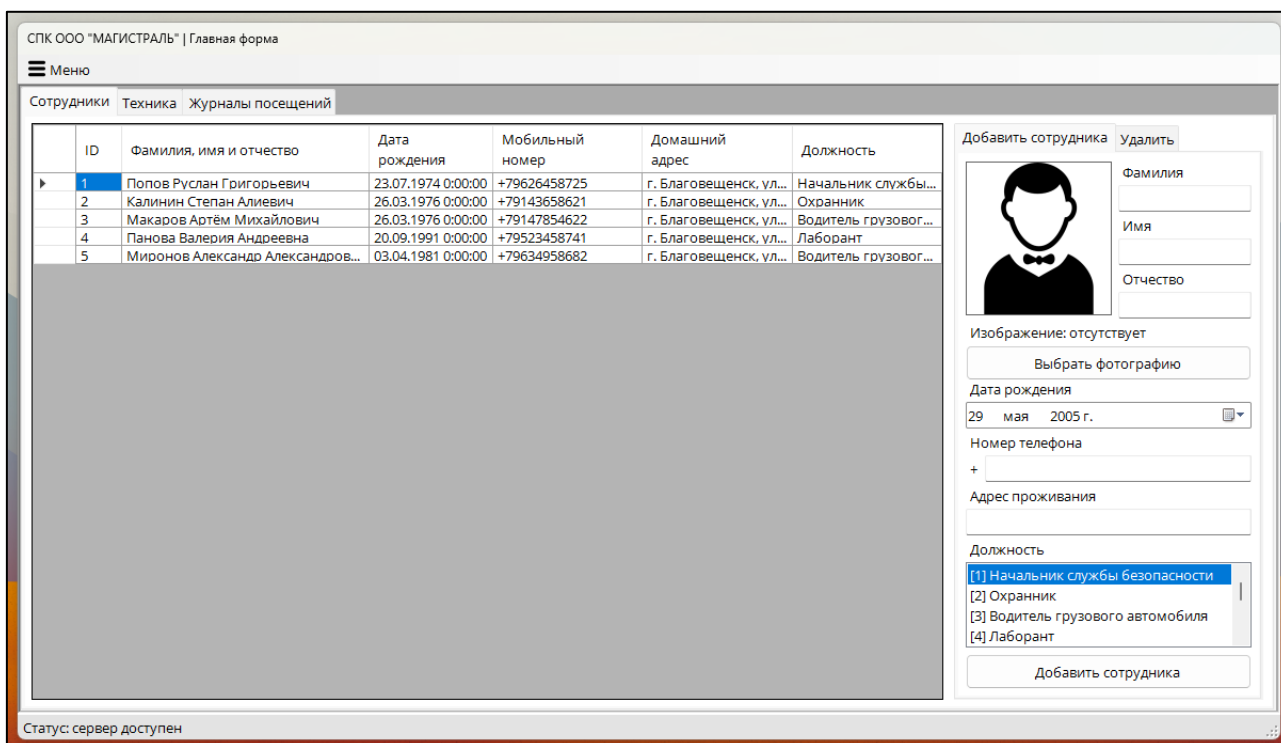 СПК ООО "МАГИСТРАЛЬ" | Главная форма
Меню
Сотрудники Техника Журналы посещений
ID Фамилия, имя и отчество Дата рождения Мобильный номер Домашний адрес Должность
1 Попов Руслан Григорьевич 23.07.1974 0:00:00 +79626458725 г. Благовещенск, ул... Начальник службы...
2 Калинин Степан Алиевич 26.03.1976 0:00:00 +79143658621 г. Благовещенск, ул... Охранник
3 Макаров Артём Михайлович 26.03.1976 0:00:00 +79147854622 г. Благовещенск, ул... Водитель грузовог...
4 Панова Валерия Андреевна 20.09.1991 0:00:00 +79523458741 г. Благовещенск, ул... Лаборант
5 Миронов Александр Александров... 03.04.1981 0:00:00 +79634958682 г. Благовещенск, ул... Водитель грузовог...
Добавить сотрудника Удалить
Фамилия
Имя
Отчество
Изображение: отсутствует
Выбрать фотографию
Дата рождения
29 мая 2005 г.
Номер телефона
+
Адрес проживания
Должность
[1] Начальник службы безопасности
[2] Охранник
[3] Водитель грузового автомобиля
[4] Лаборант
Добавить сотрудника
Статус: сервер доступен